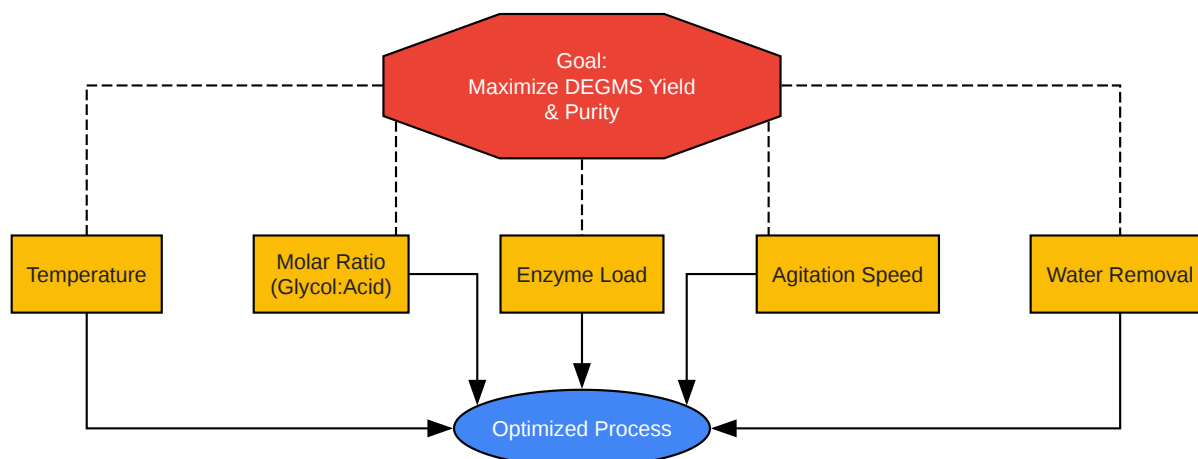 Goal:
Maximize DEGMS Yield
& Purity
Temperature
Molar Ratio
(Glycol:Acid)
Enzyme Load
Agitation Speed
Water Removal
Optimized Process